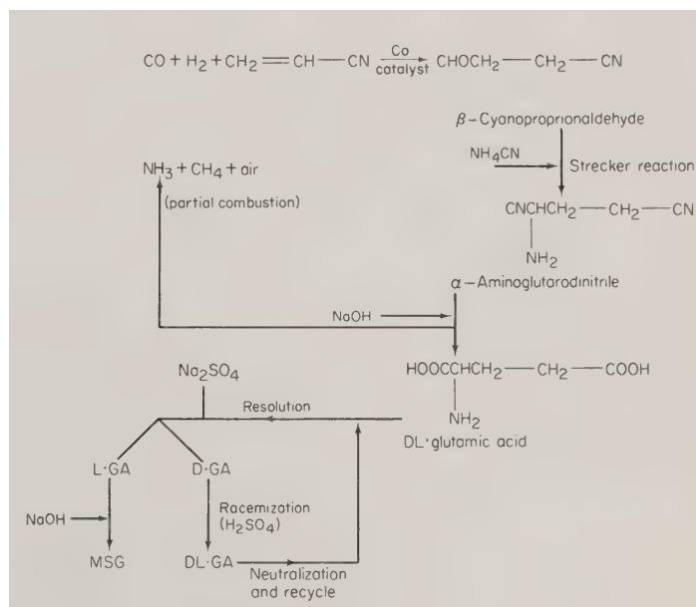 CO + H₂ + CH₂=CH—CN Co catalyst CHOCH₂—CH₂—CN
β-Cyanoproprionaldehyde
NH₄CN
Strecker reaction
NH₃ + CH₄ + air
(partial combustion)
CNCHCH₂—CH₂—CN
NH₂
α-Aminoglutarodinitrile
NaOH
HOOCCHCH₂—CH₂—COOH
NH₂
DL·glutamic acid
Na₂SO₄
Resolution
L·GA D·GA
NaOH
Racemization
(H₂SO₄)
MSG DL·GA
Neutralization
and recycle